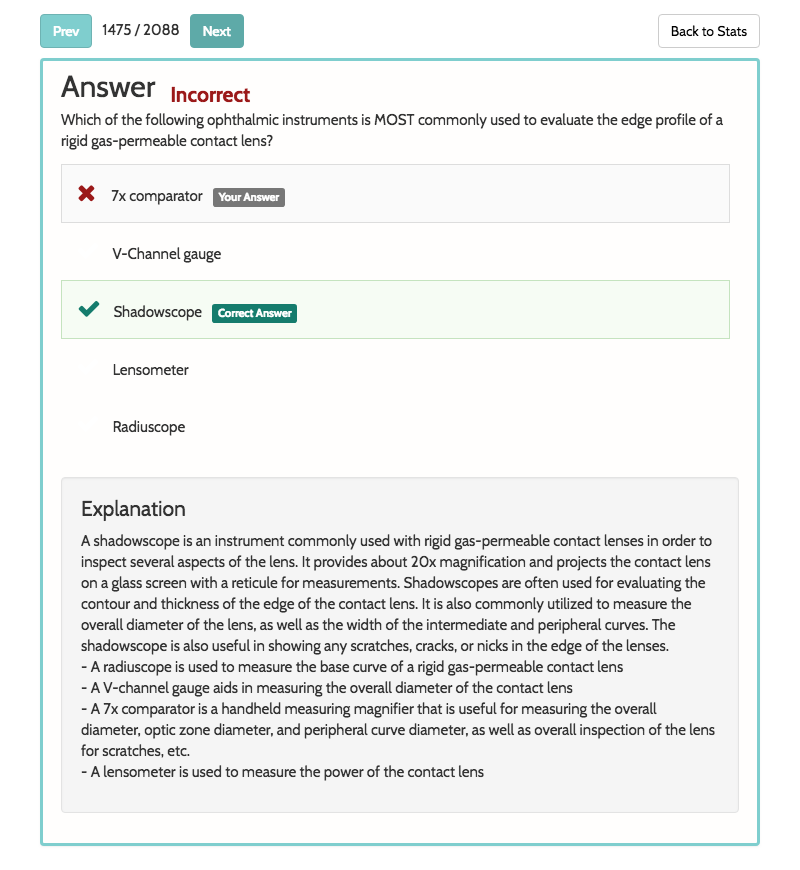 Prev 1475 / 2088 Next Back to Stats
Answer Incorrect
Which of the following ophthalmic instruments is MOST commonly used to evaluate the edge profile of a
rigid gas-permeable contact lens?
7x comparator Your Answer
V-Channel gauge
Shadowscope Correct Answer
Lensometer
Radiuscope
Explanation
A shadowscope is an instrument commonly used with rigid gas-permeable contact lenses in order to
inspect several aspects of the lens. It provides about 20x magnification and projects the contact lens
on a glass screen with a reticule for measurements. Shadowscopes are often used for evaluating the
contour and thickness of the edge of the contact lens. It is also commonly utilized to measure the
overall diameter of the lens, as well as the width of the intermediate and peripheral curves. The
shadowscope is also useful in showing any scratches, cracks, or nicks in the edge of the lenses.
- A radiuscope is used to measure the base curve of a rigid gas-permeable contact lens
- A V-channel gauge aids in measuring the overall diameter of the contact lens
- A 7x comparator is a handheld measuring magnifier that is useful for measuring the overall
diameter, optic zone diameter, and peripheral curve diameter, as well as overall inspection of the lens
for scratches, etc.
- A lensometer is used to measure the power of the contact lens